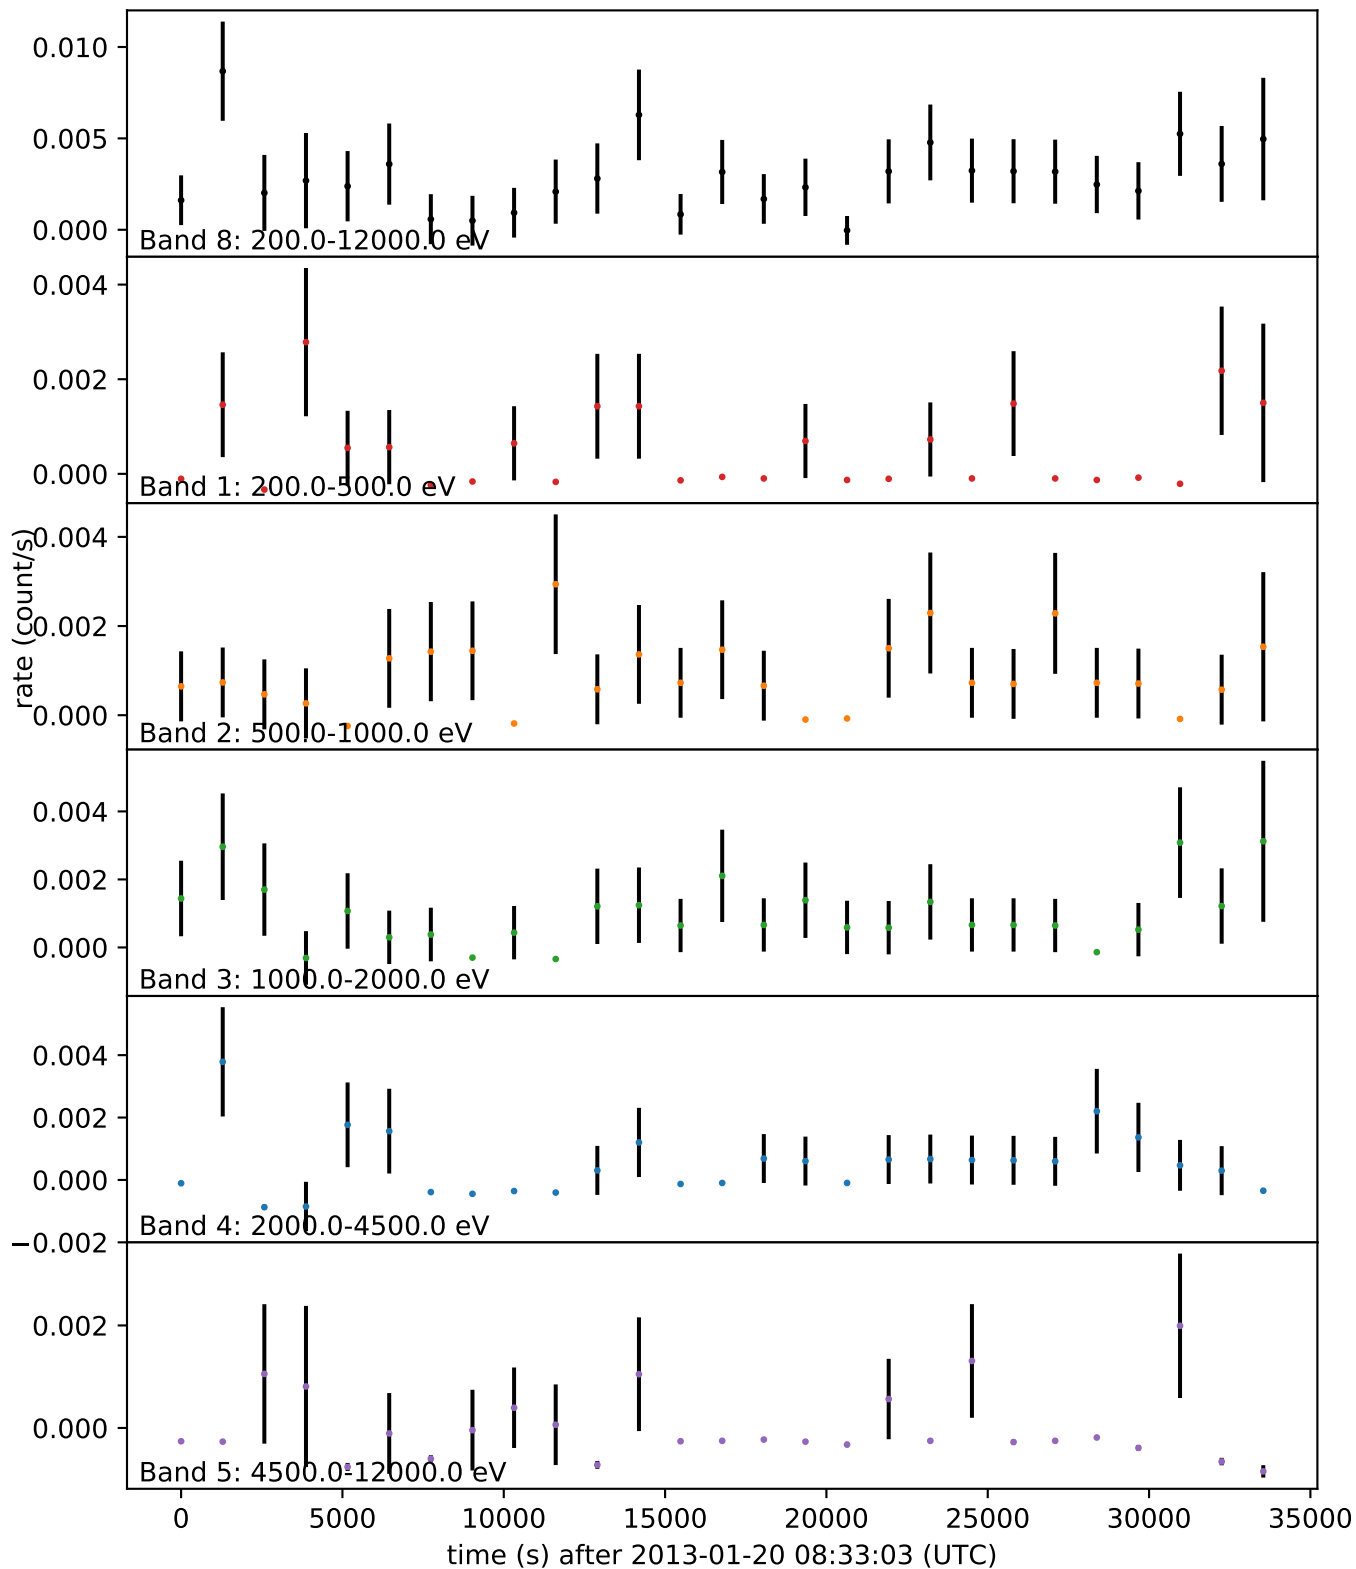 0.010
0.005
0.000
Band 8: 200.0-12000.0 eV
0.004
0.002
0.000
Band 1: 200.0-500.0 eV
rate (count/s)
0.004
0.002
0.000
Band 2: 500.0-1000.0 eV
0.004
0.002
0.000
Band 3: 1000.0-2000.0 eV
0.004
0.002
0.000
−0.002
Band 4: 2000.0-4500.0 eV
0.002
0.000
Band 5: 4500.0-12000.0 eV
0 5000 10000 15000 20000 25000 30000 35000
time (s) after 2013-01-20 08:33:03 (UTC)